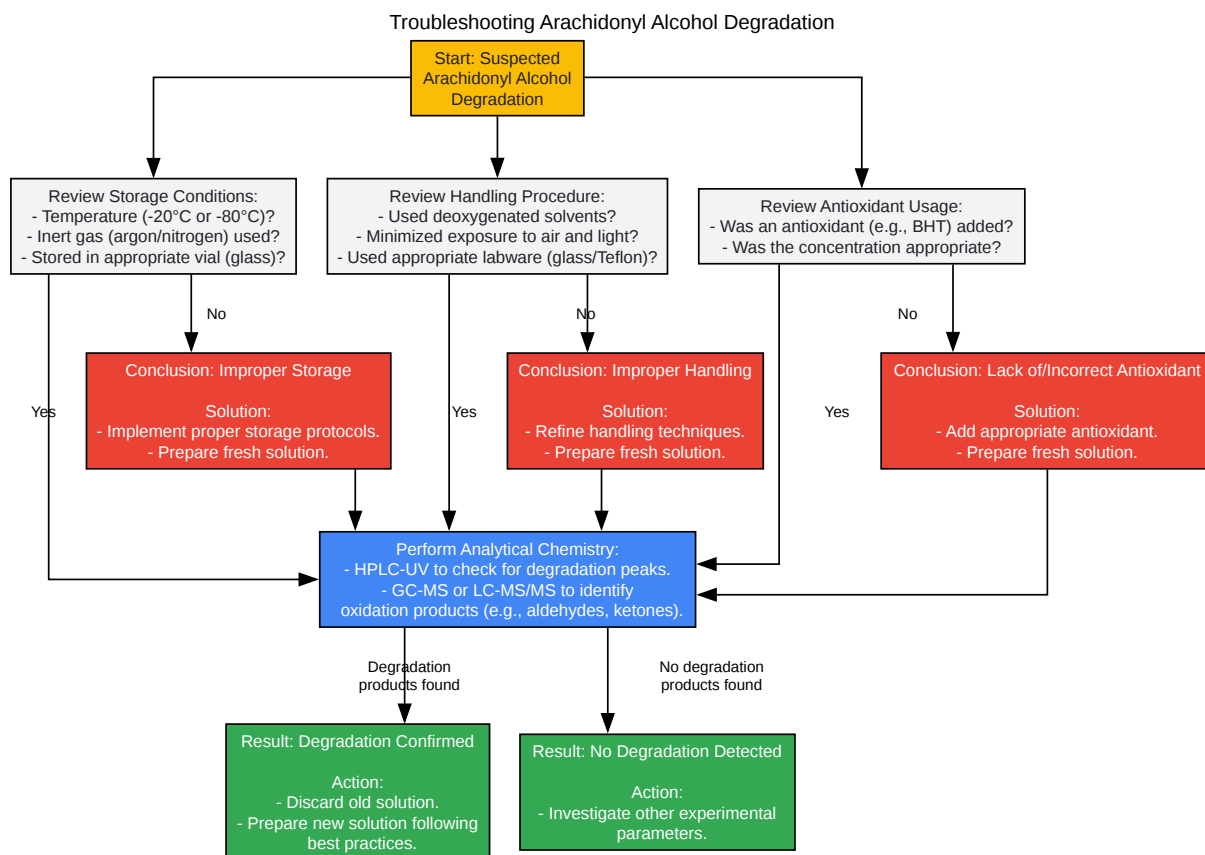 Troubleshooting Arachidonyl Alcohol Degradation
Start: Suspected
Arachidonyl Alcohol
Degradation
Review Storage Conditions:
- Temperature (-20°C or -80°C)?
- Inert gas (argon/nitrogen) used?
- Stored in appropriate vial (glass)?
Review Handling Procedure:
- Used deoxygenated solvents?
- Minimized exposure to air and light?
- Used appropriate labware (glass/Teflon)?
Review Antioxidant Usage:
- Was an antioxidant (e.g., BHT) added?
- Was the concentration appropriate?
No
No
No
Conclusion: Improper Storage
Solution:
- Implement proper storage protocols.
- Prepare fresh solution.
Conclusion: Improper Handling
Solution:
- Refine handling techniques.
- Prepare fresh solution.
Conclusion: Lack of/Incorrect Antioxidant
Solution:
- Add appropriate antioxidant.
- Prepare fresh solution.
Yes
Yes
Yes
Perform Analytical Chemistry:
- HPLC-UV to check for degradation peaks.
- GC-MS or LC-MS/MS to identify
oxidation products (e.g., aldehydes, ketones).
Degradation
products found
No degradation
products found
Result: Degradation Confirmed
Action:
- Discard old solution.
- Prepare new solution following
best practices.
Result: No Degradation Detected
Action:
- Investigate other experimental
parameters.